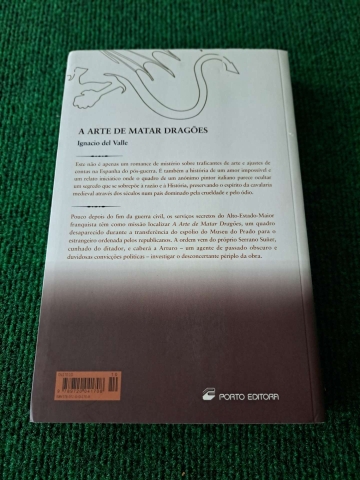 A ARTE DE MATAR DRAGÕES
Ignacio del Valle
Este não é apenas um romance de mistério sobre traficantes de arte e ajustes de
contas na Espanha do pós-guerra. É também a história de um amor impossível e
um relato iniciático onde o quadro de um anónimo pintor italiano parece ocultar
um segredo que se sobrepõe à razão e à História, preservando o espírito da cavalaria
medieval através dos séculos num país dominado pela crueldade e pelo ódio.
Pouco depois do fim da guerra civil, os serviços secretos do Alto-Estado-Maior
franquista têm como missão localizar A Arte de Matar Dragões, um quadro
desaparecido durante a transferência do espólio do Museu do Prado para o
estrangeiro ordenada pelos republicanos. A ordem vem do próprio Serrano Suñer,
cunhado do ditador, e caberá a Arturo – um agente de passado obscuro e
duvidosas convicções políticas – investigar o desconcertante périplo da obra.
PORTO EDITORA